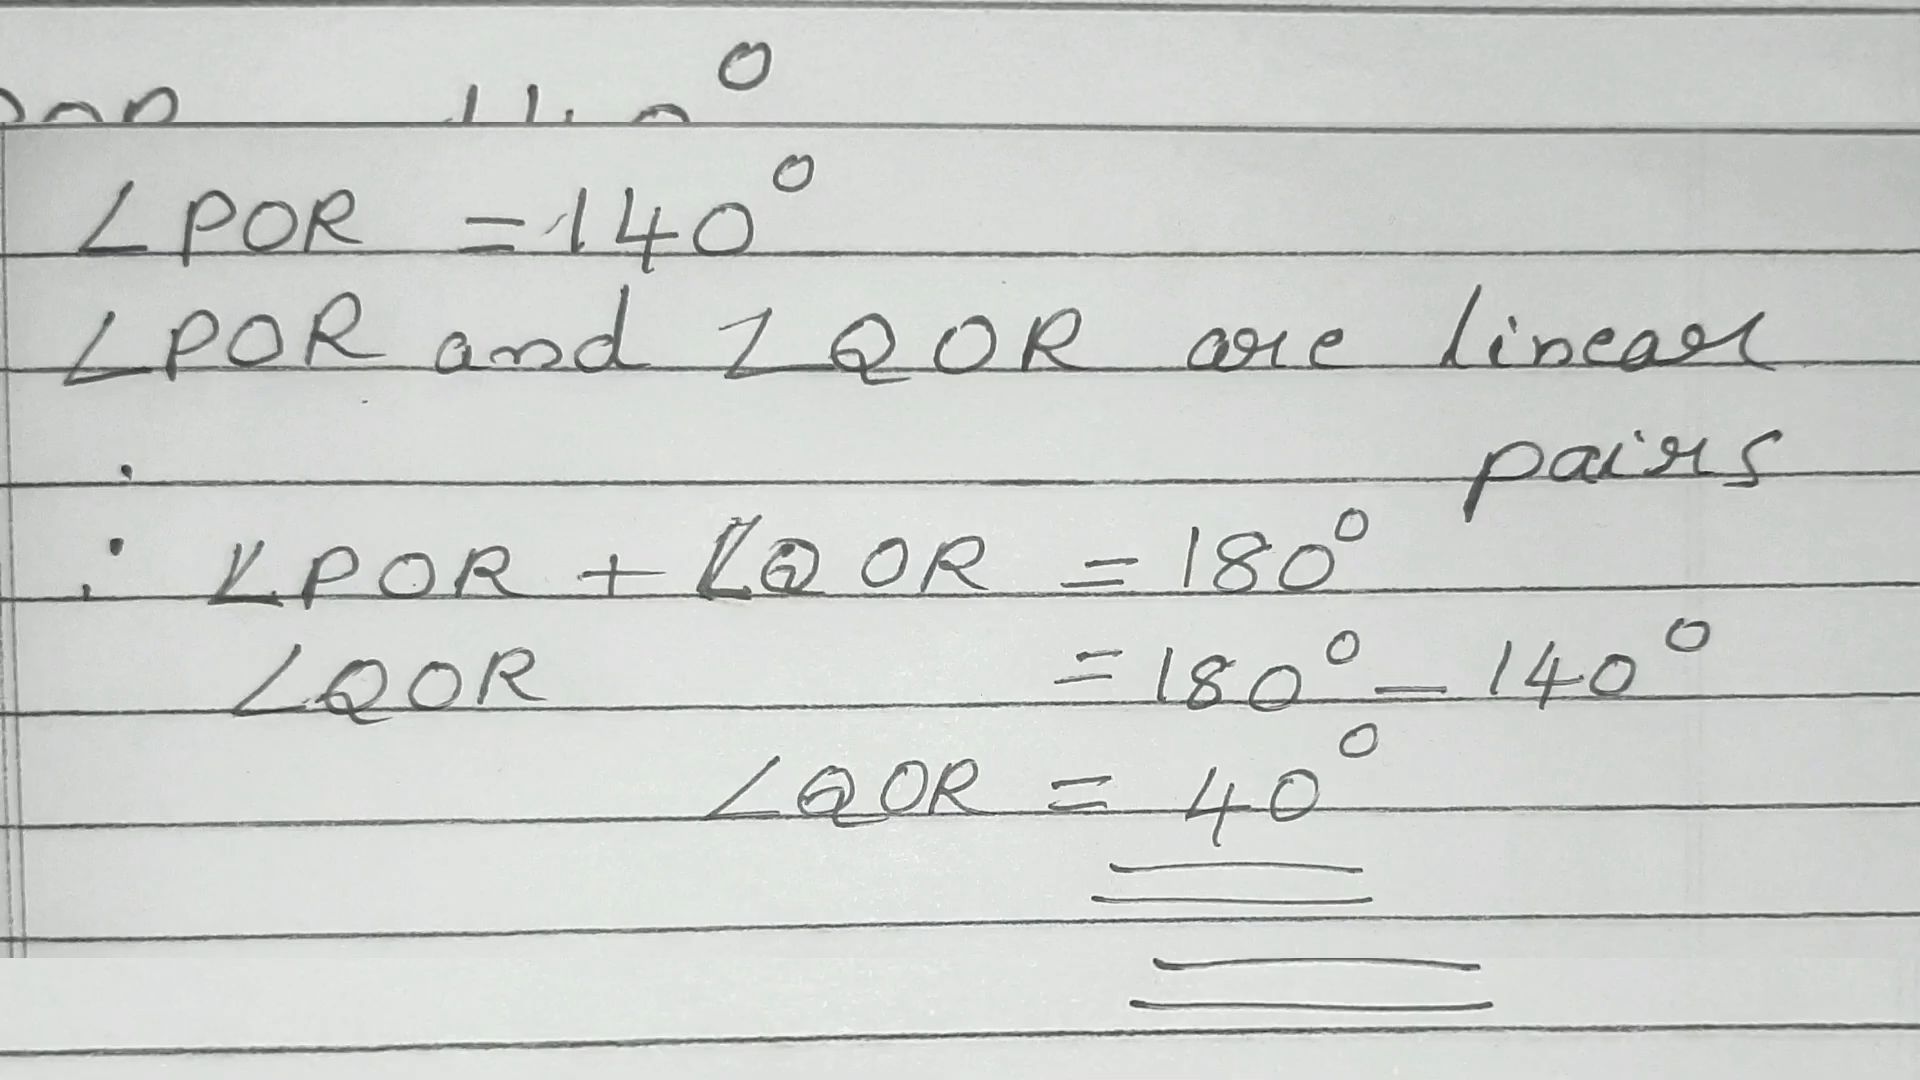 ∠POR = 140°
∠POR and ∠QOR are linear
pairs
∴ ∠POR + ∠QOR = 180°
∠QOR = 180° - 140°
∠QOR = 40°